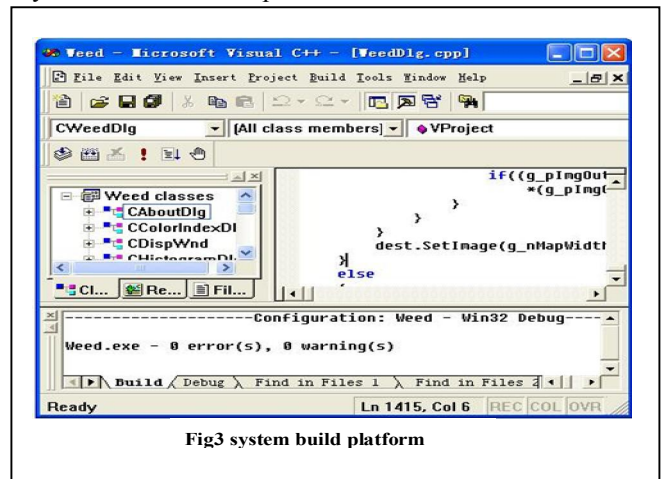 Weed - Microsoft Visual C++ - [WeedDlg.cpp]
File Edit View Insert Project Build Tools Window Help
CWeedDlg [All class members] VProject
if((g_pImgOut
*(g_pImg
}
}
}
dest.SetImage(g_nMapWidth
}
else
Weed classes
CAboutDlg
CColorIndexDl
CDispWnd
CHistogramDl
Cl... Re... Fil...
--------------------Configuration: Weed - Win32 Debug----
Weed.exe - 0 error(s), 0 warning(s)
Build Debug Find in Files 1 Find in Files 2
Ready Ln 1415, Col 6 REC COL OVR
Fig3 system build platform